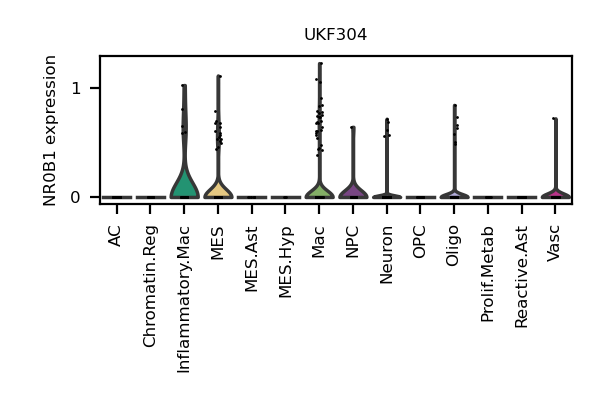 UKF304
NR0B1 expression
1
0
AC
Chromatin.Reg
Inflammatory.Mac
MES
MES.Ast
MES.Hyp
Mac
NPC
Neuron
OPC
Oligo
Prolif.Metab
Reactive.Ast
Vasc